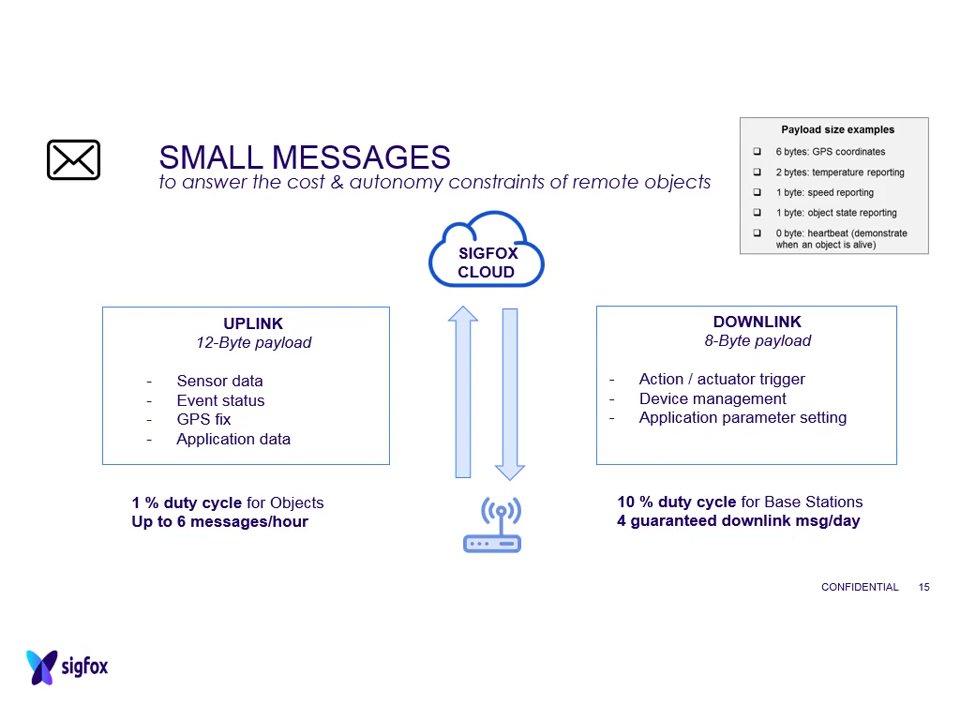 SMALL MESSAGES
to answer the cost & autonomy constraints of remote objects
Payload size examples
❑ 6 bytes: GPS coordinates
❑ 2 bytes: temperature reporting
❑ 1 byte: speed reporting
❑ 1 byte: object state reporting
❑ 0 byte: heartbeat (demonstrate
when an object is alive)
SIGFOX
CLOUD
UPLINK
12-Byte payload
- Sensor data
- Event status
- GPS fix
- Application data
1 % duty cycle for Objects
Up to 6 messages/hour
DOWNLINK
8-Byte payload
- Action / actuator trigger
- Device management
- Application parameter setting
10 % duty cycle for Base Stations
4 guaranteed downlink msg/day
CONFIDENTIAL 15
sigfox